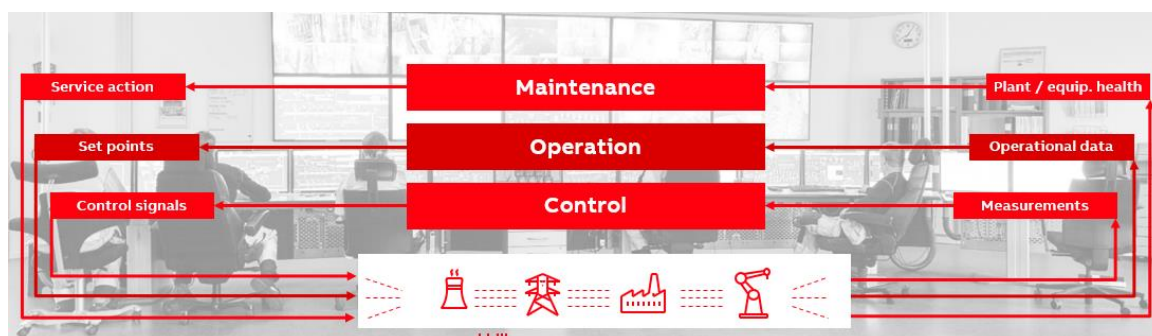 Service action
Maintenance
Plant / equip. health
Set points
Operation
Operational data
Control signals
Control
Measurements